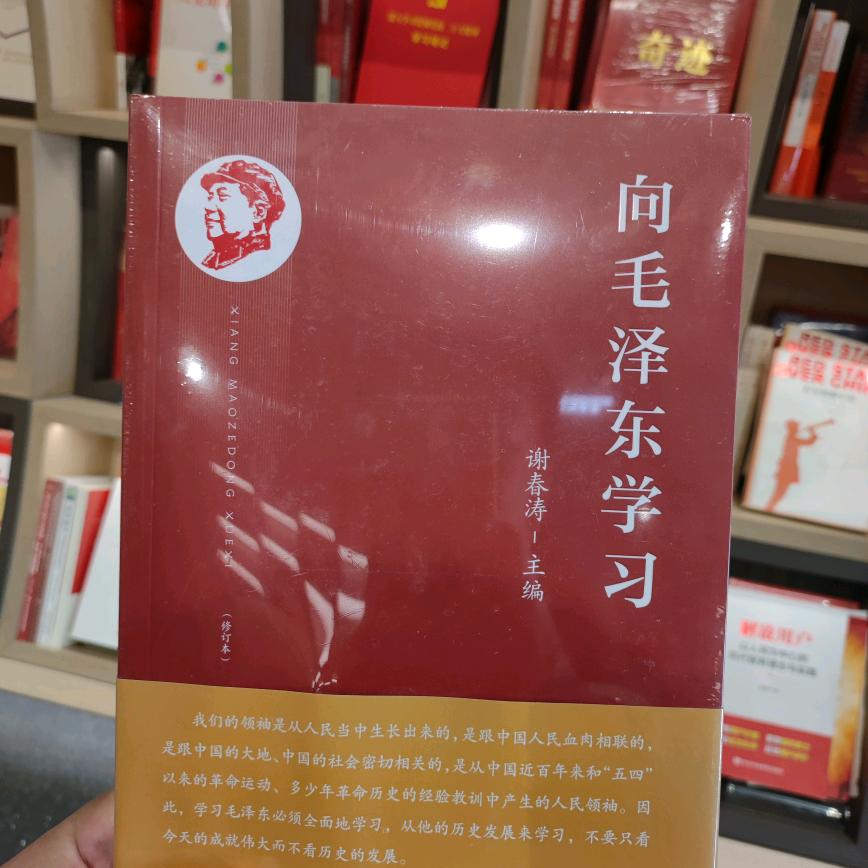 奇迹
向毛泽东学习
谢春涛 - 主编
XIANG MAOZEDONG XUEXI
（修订本）
我们的领袖是从人民当中生长出来的，是跟中国人民血肉相联的，
是跟中国的大地、中国的社会密切相关的，是从中国近百年来和“五四”
以来的革命运动、多少年革命历史的经验教训中产生的人民领袖。因
此，学习毛泽东必须全面地学习，从他的历史发展来学习，不要只看
今天的成就伟大而不看历史的发展。
解放用户